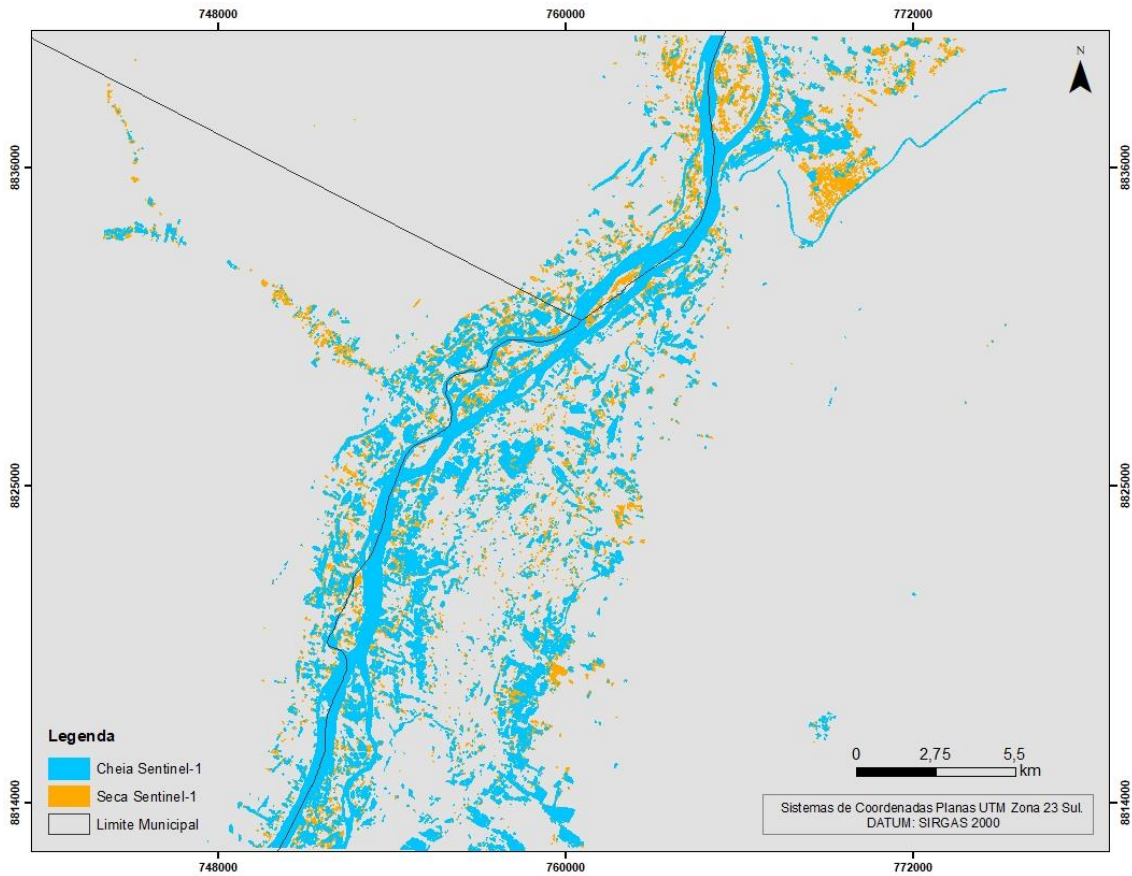 748000 760000 772000
N
8836000 8836000
8825000 8825000
Legenda
Cheia Sentinel-1
Seca Sentinel-1
Limite Municipal
0 2,75 5,5
km
Sistemas de Coordenadas Planas UTM Zona 23 Sul.
DATUM: SIRGAS 2000
8814000 8814000
748000 760000 772000